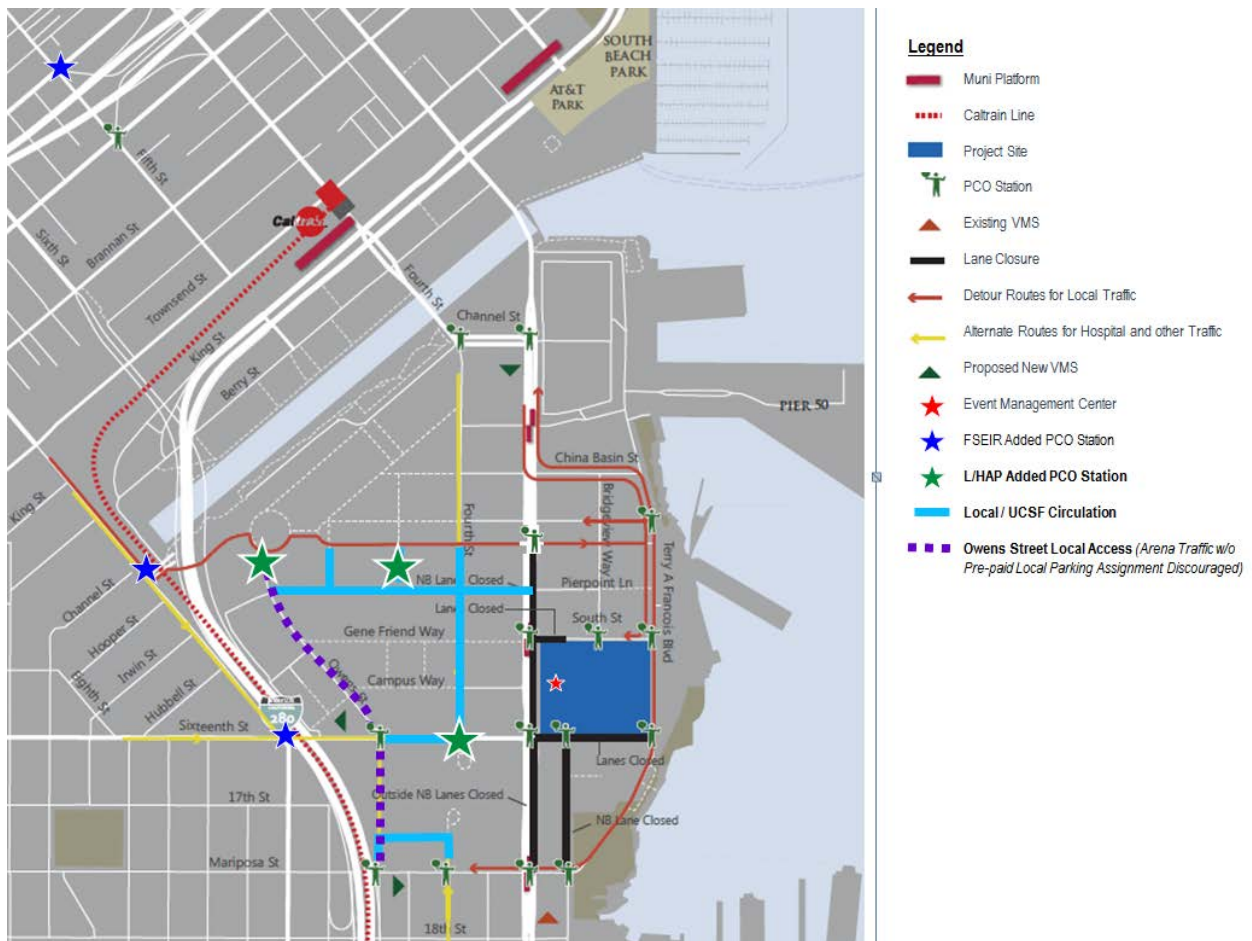 SOUTH
BEACH
PARK
AT&T
PARK
Fifth St
Caltrain
Sixth St
Brannan St
Townsend St
Fourth St
Channel St
King St
Berry St
PIER 50
China Basin St
King St
Fourth St
Bridgeview Way
Terry A Francois Blvd
Channel St
NB Lane Closed
Pierpoint Ln
Hooper St
Lane Closed
South St
Gene Friend Way
Irwin St
Owens St
Eighth St
Hubbell St
Campus Way
280
Sixteenth St
Lanes Closed
17th St
Outside NB Lanes Closed
NB Lane Closed
Mariposa St
18th St
Legend
Muni Platform
Caltrain Line
Project Site
PCO Station
Existing VMS
Lane Closure
Detour Routes for Local Traffic
Alternate Routes for Hospital and other Traffic
Proposed New VMS
Event Management Center
FSEIR Added PCO Station
L/HAP Added PCO Station
Local / UCSF Circulation
Owens Street Local Access (Arena Traffic w/o
Pre-paid Local Parking Assignment Discouraged)